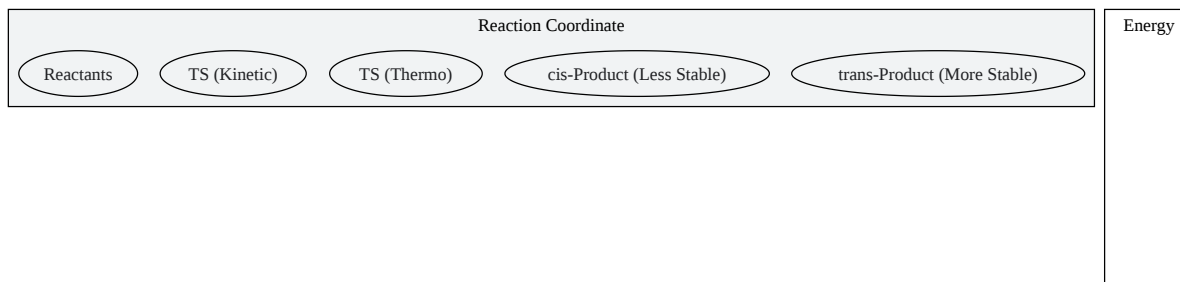 Reaction Coordinate
Energy
Reactants
TS (Kinetic)
TS (Thermo)
cis-Product (Less Stable)
trans-Product (More Stable)